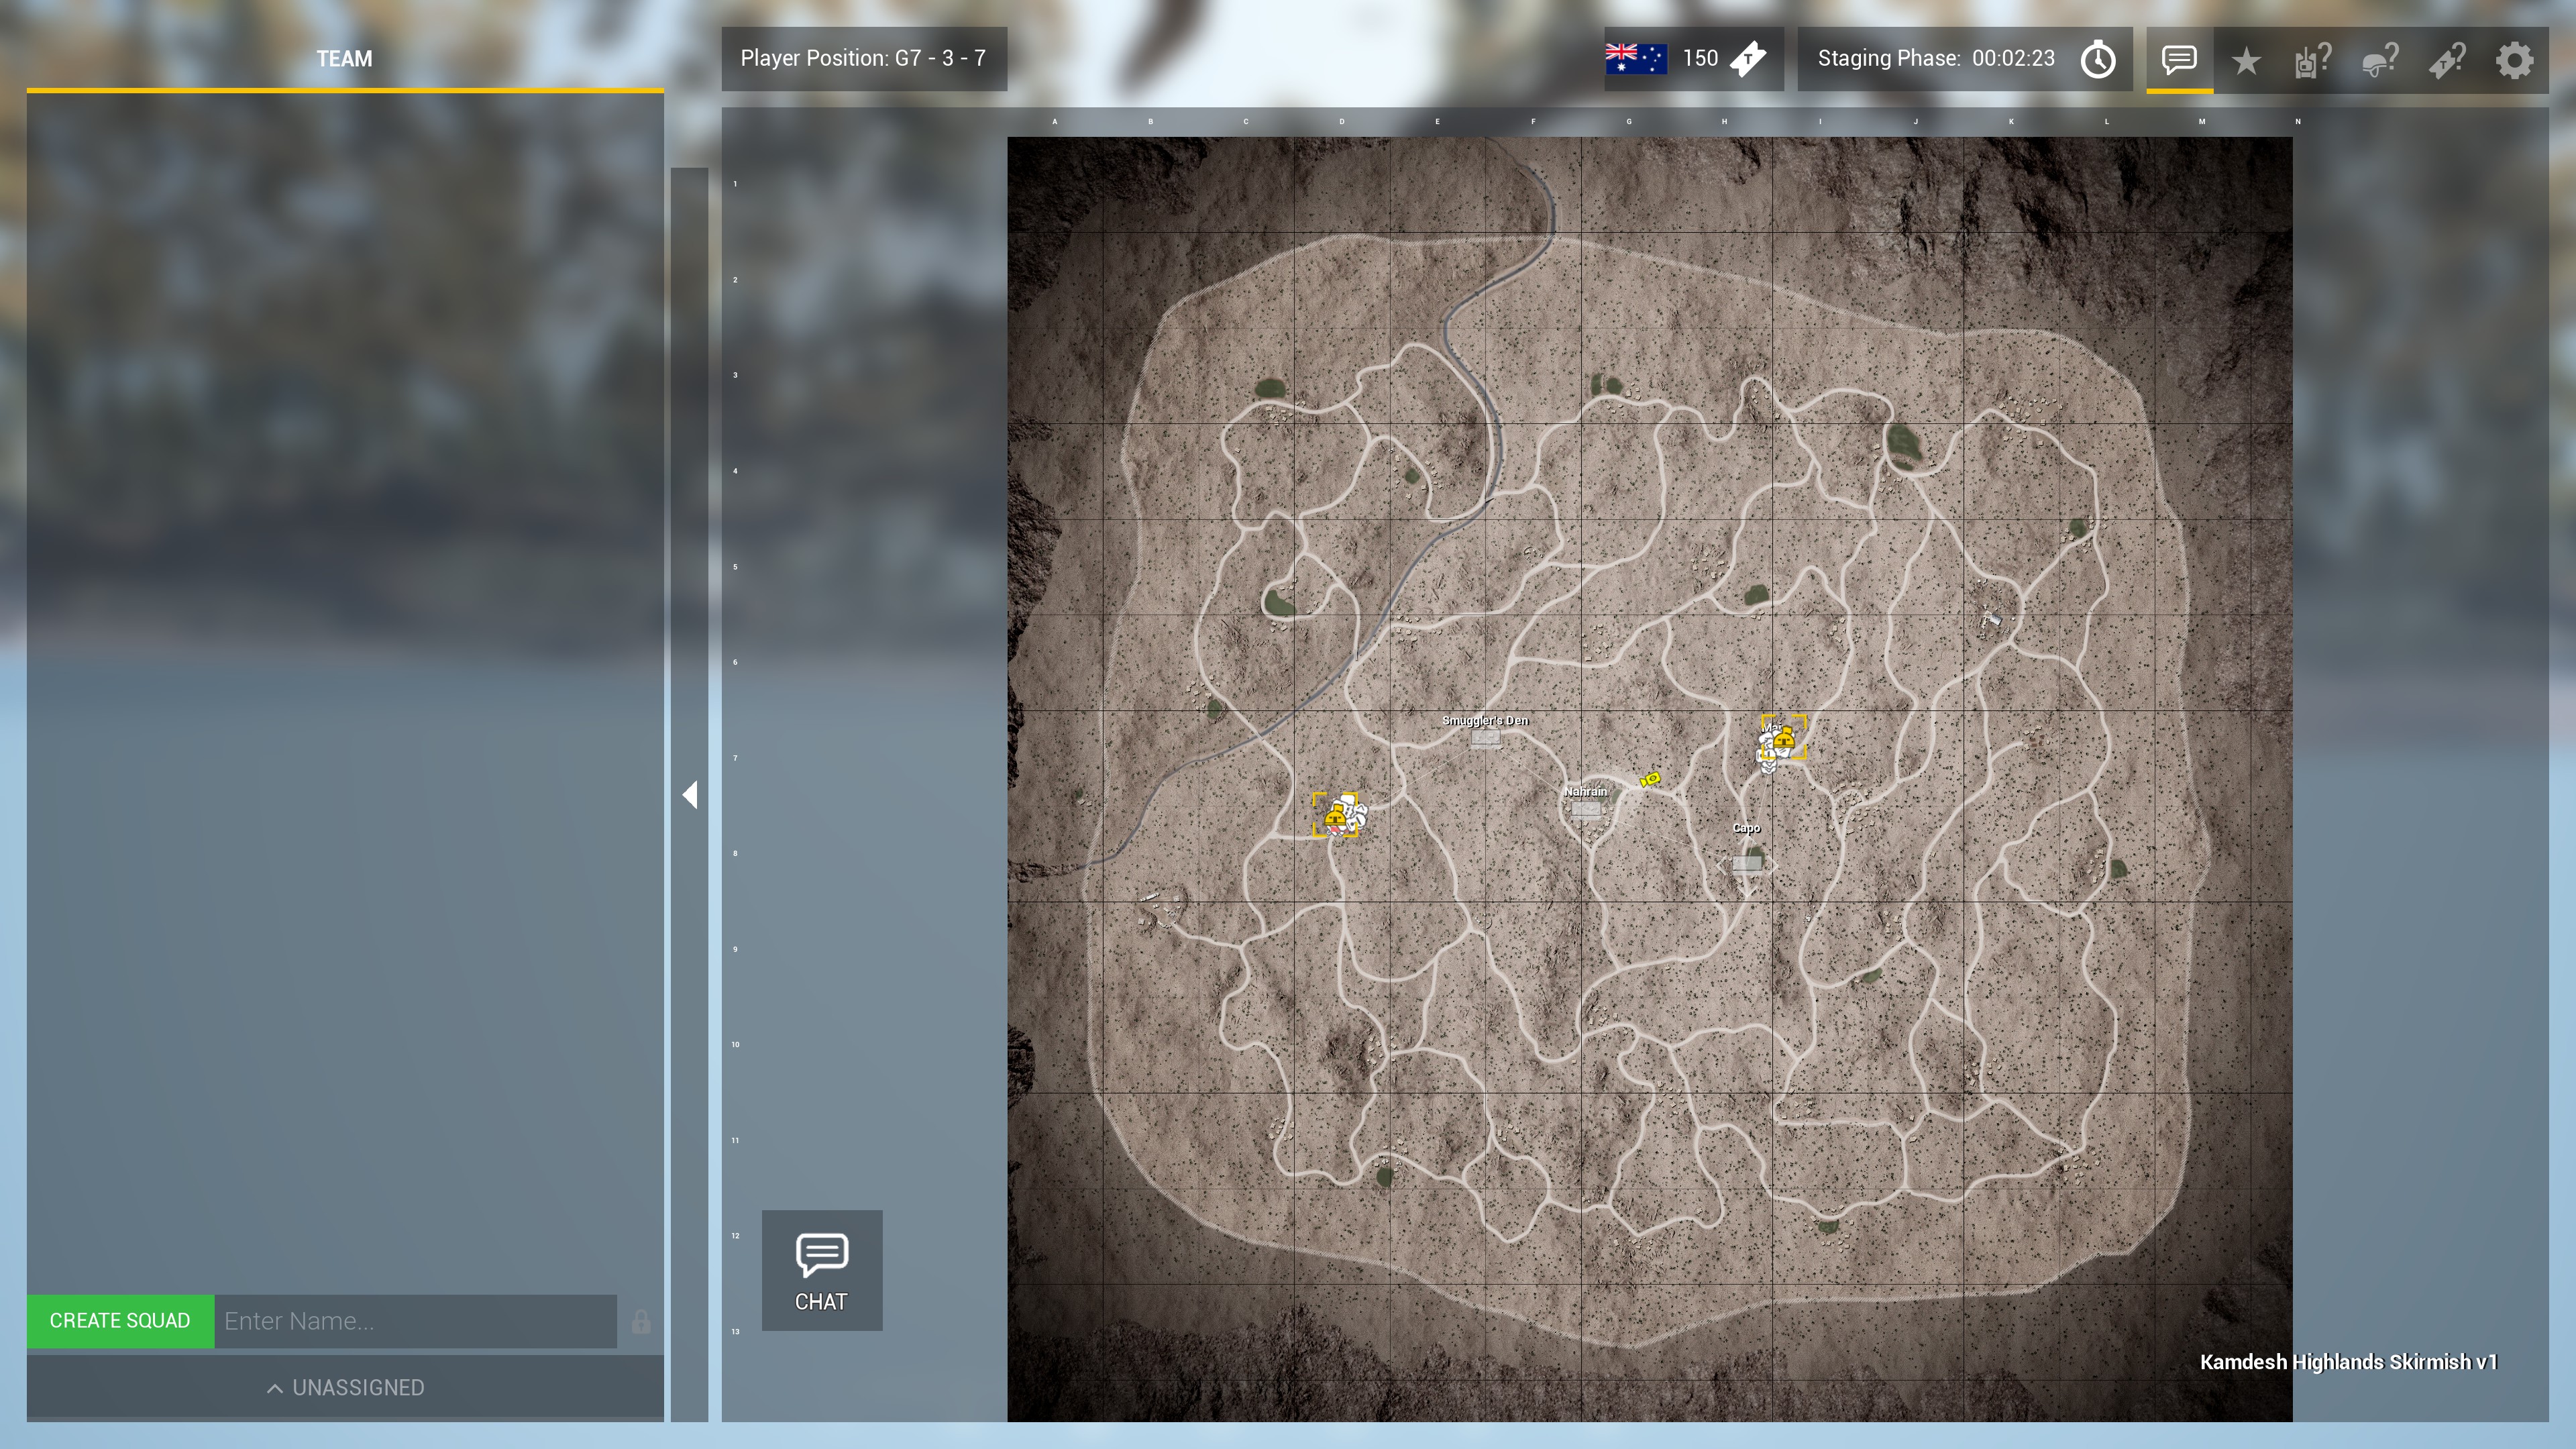 TEAM
Player Position: G7 - 3 - 7
150
T
Staging Phase: 00:02:23
?
?
T?
A B C D E F G H I J K L M N
1
2
3
4
5
6
7
8
9
10
11
12
13
Smuggler's Den
Nahrain
Capo
CHAT
CREATE SQUAD
Enter Name...
UNASSIGNED
Kamdesh Highlands Skirmish v1